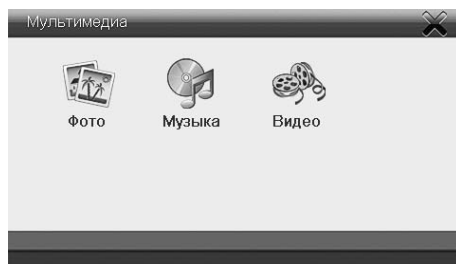 Мультимедиа
Фото Музыка Видео